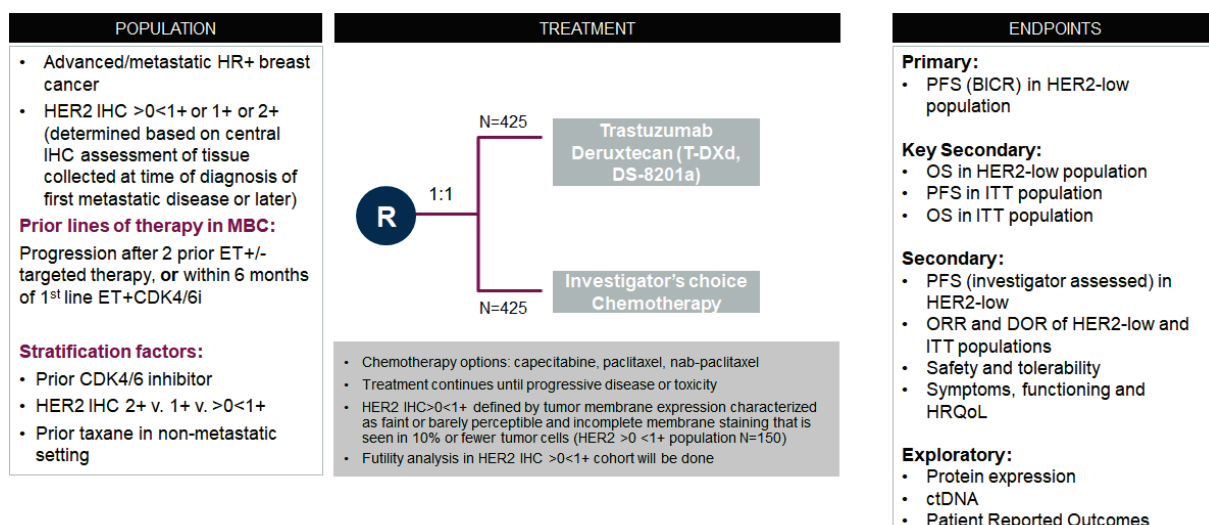 POPULATION
• Advanced/metastatic HR+ breast
cancer
• HER2 IHC >0<1+ or 1+ or 2+
(determined based on central
IHC assessment of tissue
collected at time of diagnosis of
first metastatic disease or later)
Prior lines of therapy in MBC:
Progression after 2 prior ET+/-
targeted therapy, or within 6 months
of 1st line ET+CDK4/6i
Stratification factors:
• Prior CDK4/6 inhibitor
• HER2 IHC 2+ v. 1+ v. >0<1+
• Prior taxane in non-metastatic
setting
TREATMENT
R
1:1
N=425
Trastuzumab
Deruxtecan (T-DXd,
DS-8201a)
N=425
Investigator's choice
Chemotherapy
• Chemotherapy options: capecitabine, paclitaxel, nab-paclitaxel
• Treatment continues until progressive disease or toxicity
• HER2 IHC>0<1+ defined by tumor membrane expression characterized
as faint or barely perceptible and incomplete membrane staining that is
seen in 10% or fewer tumor cells (HER2 >0 <1+ population N=150)
• Futility analysis in HER2 IHC >0<1+ cohort will be done
ENDPOINTS
Primary:
• PFS (BICR) in HER2-low
population
Key Secondary:
• OS in HER2-low population
• PFS in ITT population
• OS in ITT population
Secondary:
• PFS (investigator assessed) in
HER2-low
• ORR and DOR of HER2-low and
ITT populations
• Safety and tolerability
• Symptoms, functioning and
HRQoL
Exploratory:
• Protein expression
• ctDNA
• Patient Reported Outcomes